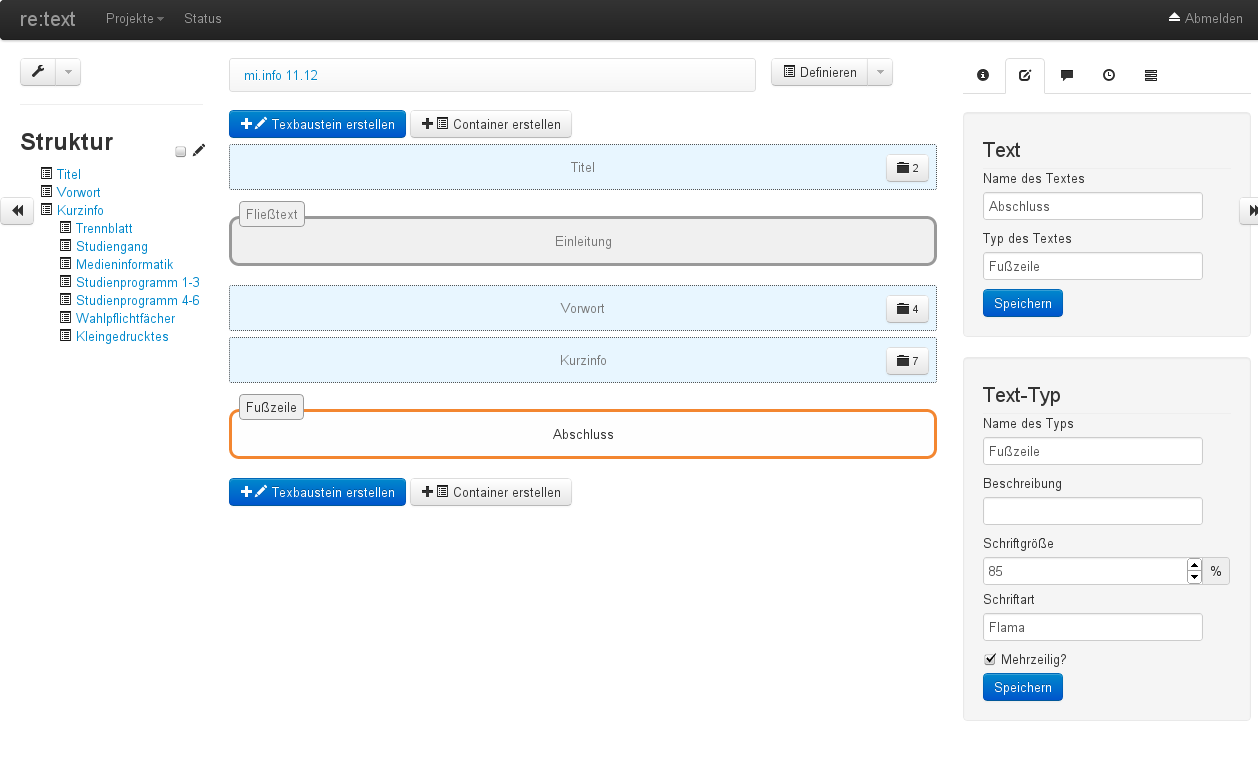 re:text Projekte Status Abmelden
mi.info 11.12 Definieren
Struktur
Titel
Vorwort
Kurzinfo
Trennblatt
Studiengang
Medieninformatik
Studienprogramm 1-3
Studienprogramm 4-6
Wahlpflichtfächer
Kleingedrucktes
Texbaustein erstellen Container erstellen
Titel 2
Fließtext
Einleitung
Vorwort 4
Kurzinfo 7
Fußzeile
Abschluss
Texbaustein erstellen Container erstellen
Text
Name des Textes
Abschluss
Typ des Textes
Fußzeile
Speichern
Text-Typ
Name des Typs
Fußzeile
Beschreibung
Schriftgröße
85 %
Schriftart
Flama
Mehrzeilig?
Speichern